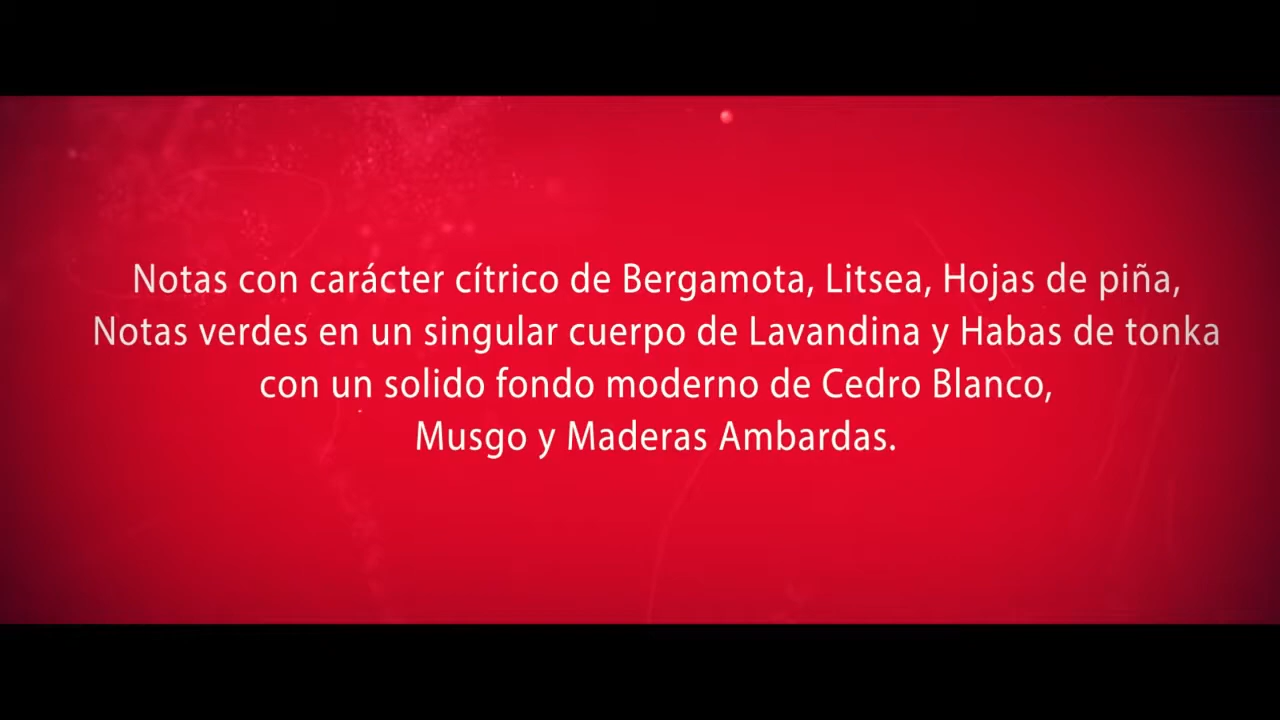 Notas con carácter cítrico de Bergamota, Litsea, Hojas de piña,
Notas verdes en un singular cuerpo de Lavandina y Habas de tonka
con un solido fondo moderno de Cedro Blanco,
Musgo y Maderas Ambardas.